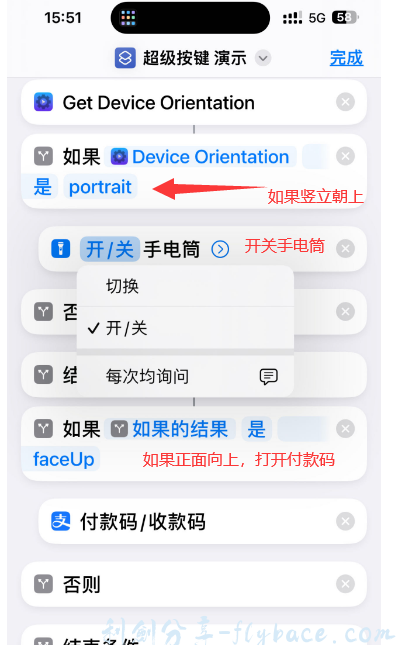 15:51
5G 58
超级按键 演示
完成
Get Device Orientation
如果 Device Orientation
是 portrait
如果竖立朝上
开/关 手电筒
开关手电筒
切换
否
开/关
结
每次均询问
如果 如果的结果 是
faceUp
如果正面向上，打开付款码
支 付款码/收款码
否则
利剑分享-flybace.com